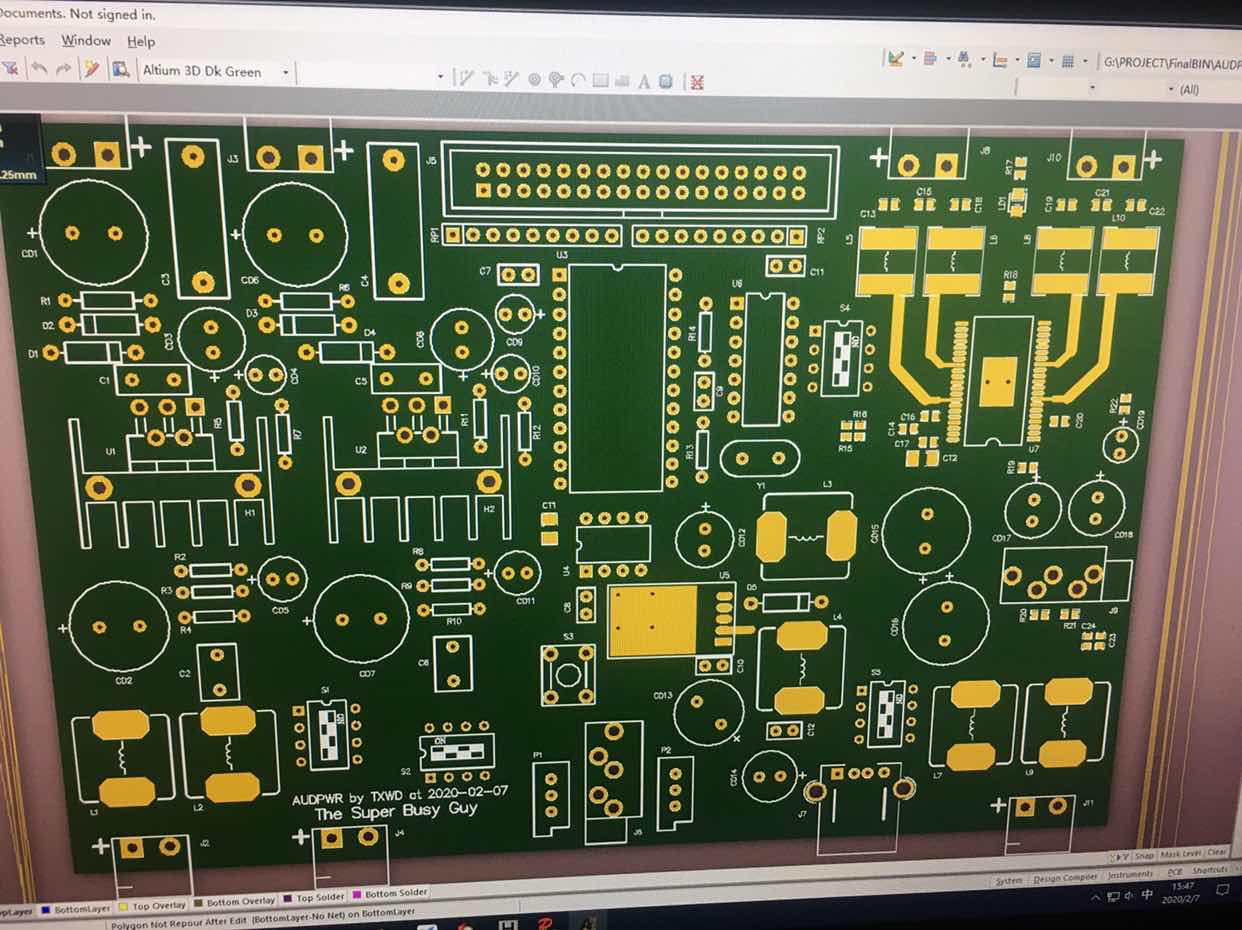 Documents. Not signed in.
Reports Window Help
Altium 3D Dk Green
G:\PROJECT\FinalBIN\AUDP
(All)
.25mm
J3
J5
J8
J10
R17
C15
C21
C13
C18
LD1
C19
L10
C22
CD1
C3
CD6
C4
RP1
RP2
L5
L6
L8
U3
C7
C11
U6
R18
R1
R6
D2
D3
D4
CD3
CD8
CD9
R14
S4
ON
D1
CD4
CD10
C1
C5
C9
R5
R7
R11
R12
R13
C16
R16
C14
R15
C17
CT2
C20
R22
CD19
U7
R19
U1
U2
Y1
L3
H1
H2
CT1
CD12
CD15
CD17
CD18
R2
R8
U4
U5
R3
CD5
R9
CD11
D5
R4
R10
C8
L4
CD16
R20
J9
R21
C24
C23
CD2
C2
CD7
C6
S3
C10
CD13
S1
ON
S2
ON
S5
ON
C12
P1
P2
CD14
L1
L2
L7
L9
AUDPWR by TXWD at 2020-02-07
The Super Busy Guy
J2
J4
J6
J7
J11
Snap Mask Level Clear
BottomLayer Top Overlay Bottom Overlay Top Solder Bottom Solder
System Design Compiler Instruments PCB Shortcuts
Polygon Not Repour After Edit (BottomLayer-No Net) on BottomLayer
中
15:47
2020/2/7